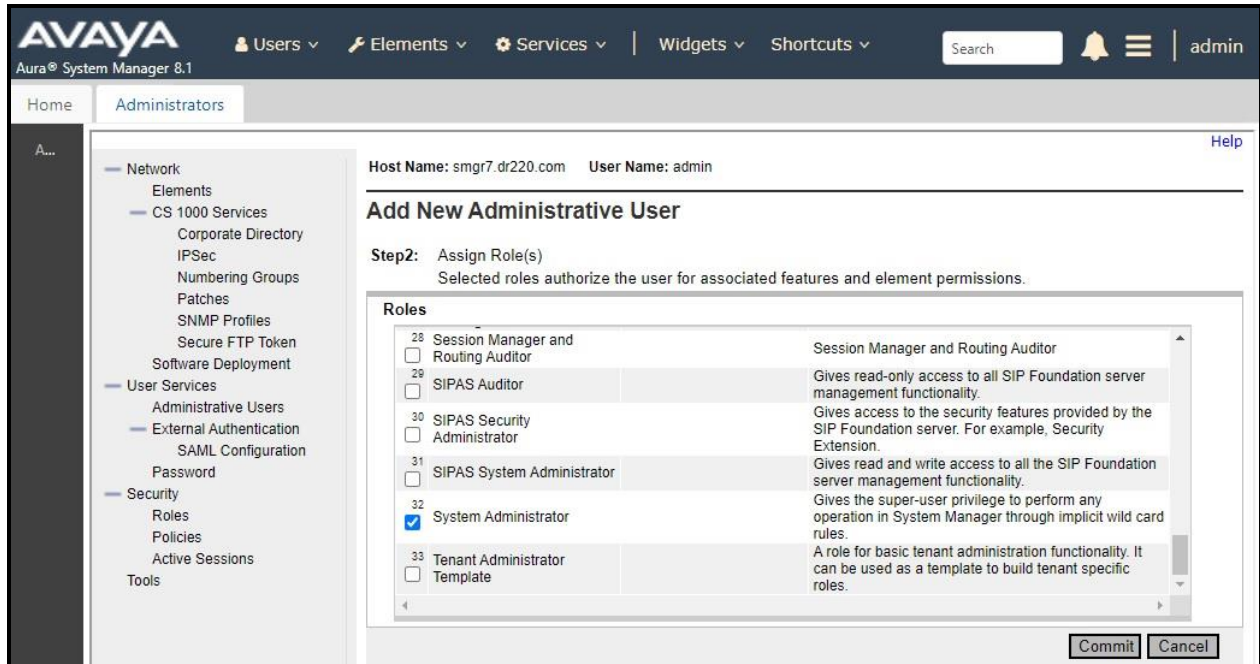 AVAYA
Aura® System Manager 8.1
Users
Elements
Services
Widgets
Shortcuts
Search
admin
Home
Administrators
A...
Help
Network
Elements
CS 1000 Services
Corporate Directory
IPSec
Numbering Groups
Patches
SNMP Profiles
Secure FTP Token
Software Deployment
User Services
Administrative Users
External Authentication
SAML Configuration
Password
Security
Roles
Policies
Active Sessions
Tools
Host Name: smgr7.dr220.com User Name: admin
Add New Administrative User
Step2: Assign Role(s)
Selected roles authorize the user for associated features and element permissions.
Roles
28 Session Manager and
Routing Auditor
Session Manager and Routing Auditor
29
SIPAS Auditor
Gives read-only access to all SIP Foundation server
management functionality.
30 SIPAS Security
Administrator
Gives access to the security features provided by the
SIP Foundation server. For example, Security
Extension.
31
SIPAS System Administrator
Gives read and write access to all the SIP Foundation
server management functionality.
32
System Administrator
Gives the super-user privilege to perform any
operation in System Manager through implicit wild card
rules.
33 Tenant Administrator
Template
A role for basic tenant administration functionality. It
can be used as a template to build tenant specific
roles.
Commit
Cancel